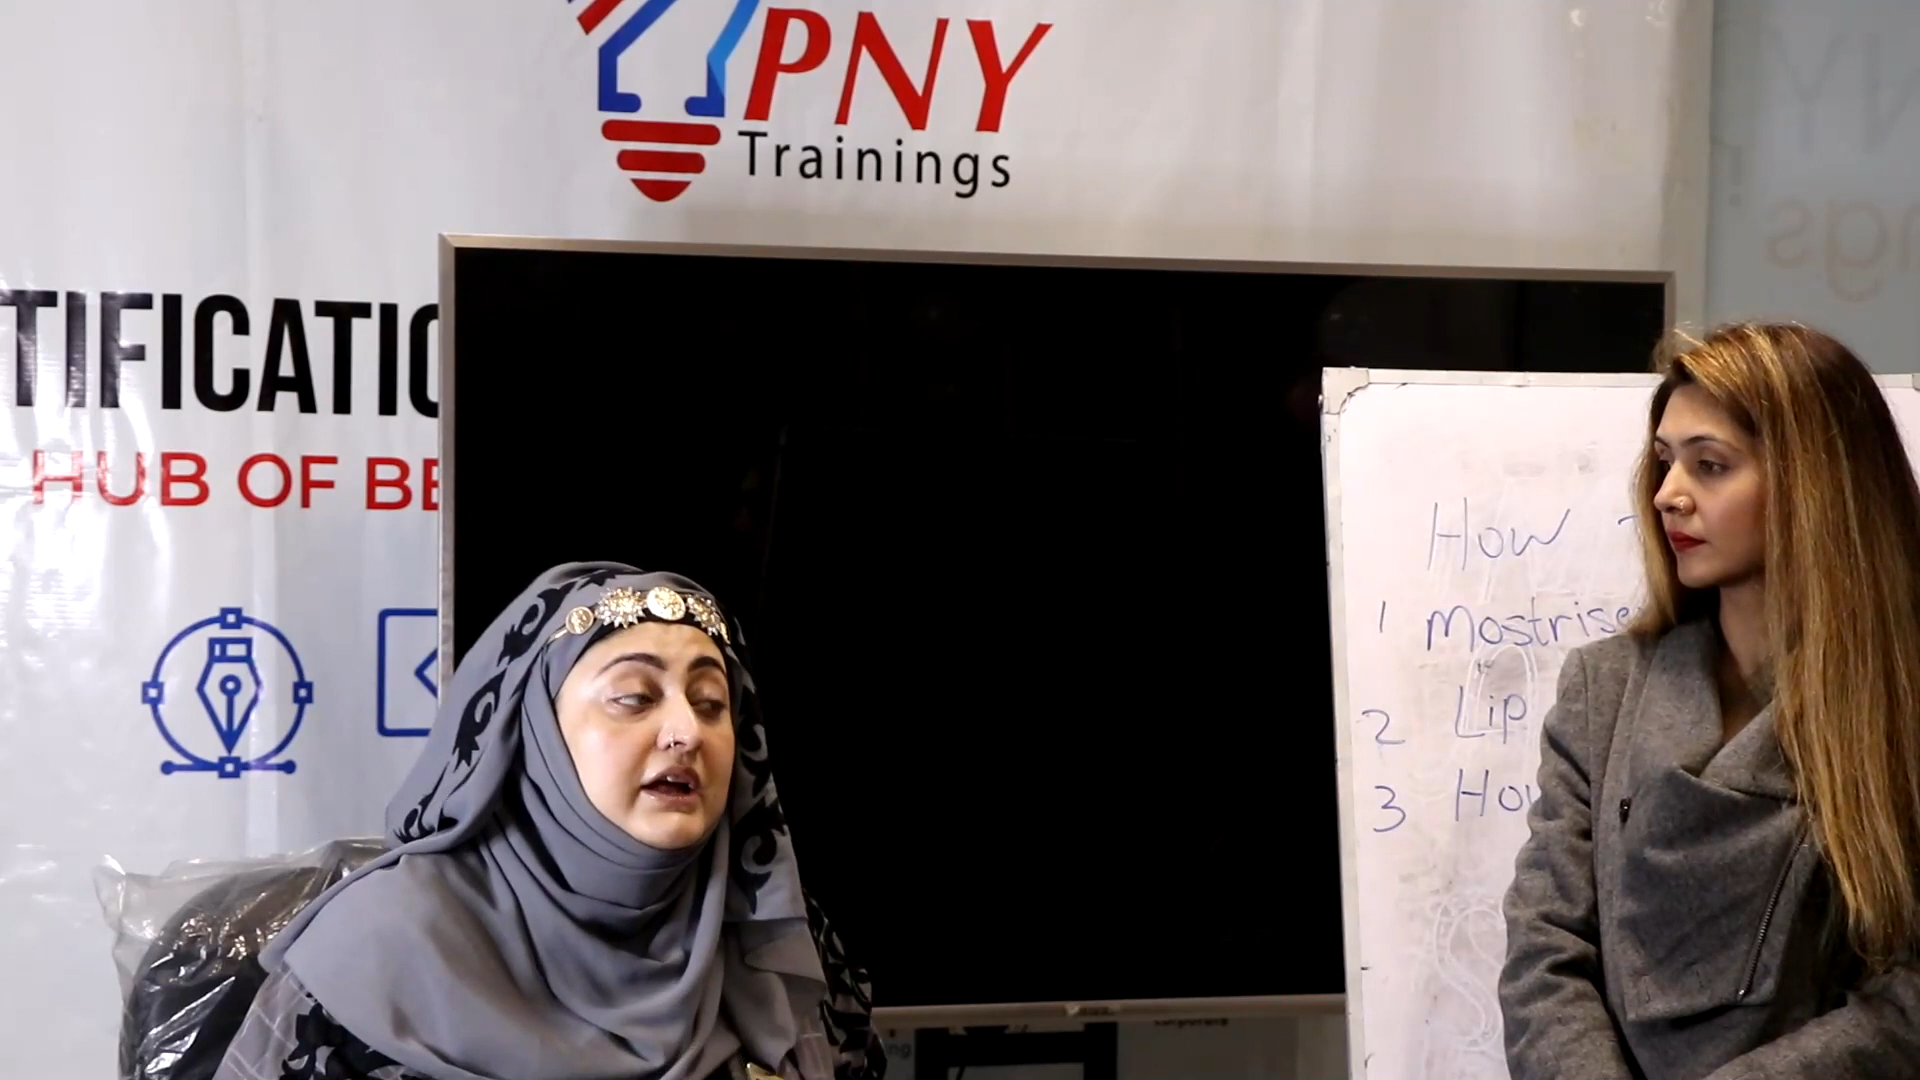 PNY
Trainings
TIFICATIO
HUB OF BE
How
1 Mostrise
2 Lip
3 How